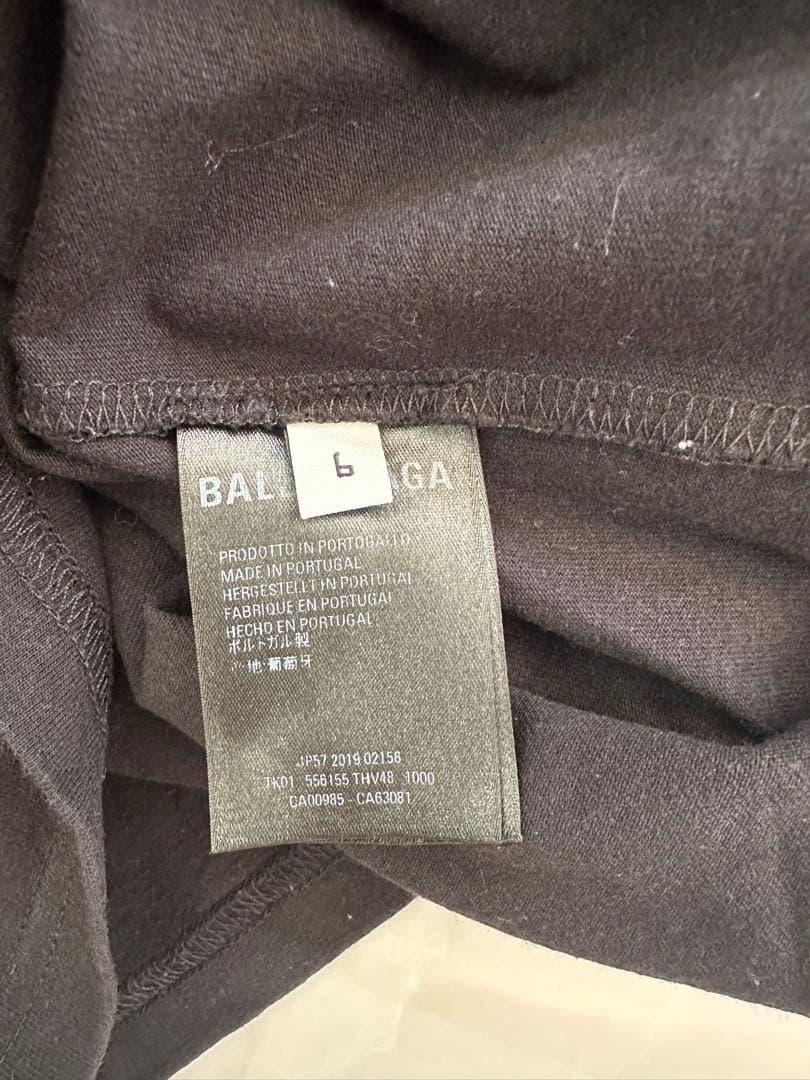 6
BAL AGA
PRODOTTO IN PORTOGALLO
MADE IN PORTUGAL
HERGESTELLT IN PORTUGAL
FABRIQUE EN PORTUGAL
HECHO EN PORTUGAL
ポルトガル製
地:葡萄牙
JP57 2019 02158
TK01 556155 THV48 1000
CA00985 - CA63081